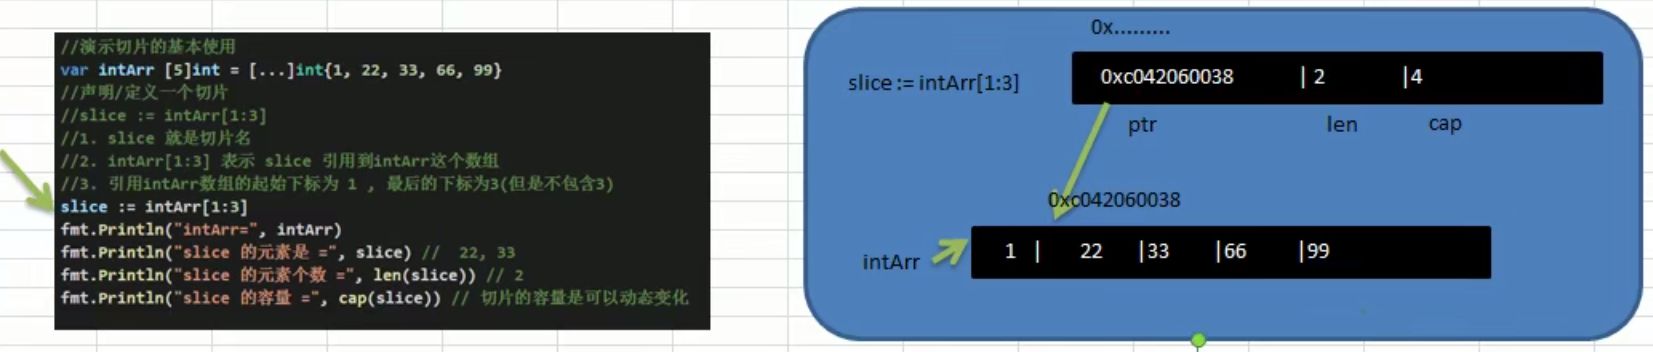 //演示切片的基本使用
var intArr [5]int = [...]int{1, 22, 33, 66, 99}
//声明/定义一个切片
//slice := intArr[1:3]
//1. slice 就是切片名
//2. intArr[1:3] 表示 slice 引用到intArr这个数组
//3. 引用intArr数组的起始下标为 1 , 最后的下标为3(但是不包含3)
slice := intArr[1:3]
fmt.Println("intArr=", intArr)
fmt.Println("slice 的元素是 =", slice) //  22, 33
fmt.Println("slice 的元素个数 =", len(slice)) // 2
fmt.Println("slice 的容量 =", cap(slice)) // 切片的容量是可以动态变化
0x.........
slice := intArr[1:3]
0xc042060038 | 2 |4
ptr len cap
0xc042060038
intArr
1 | 22 |33 |66 |99